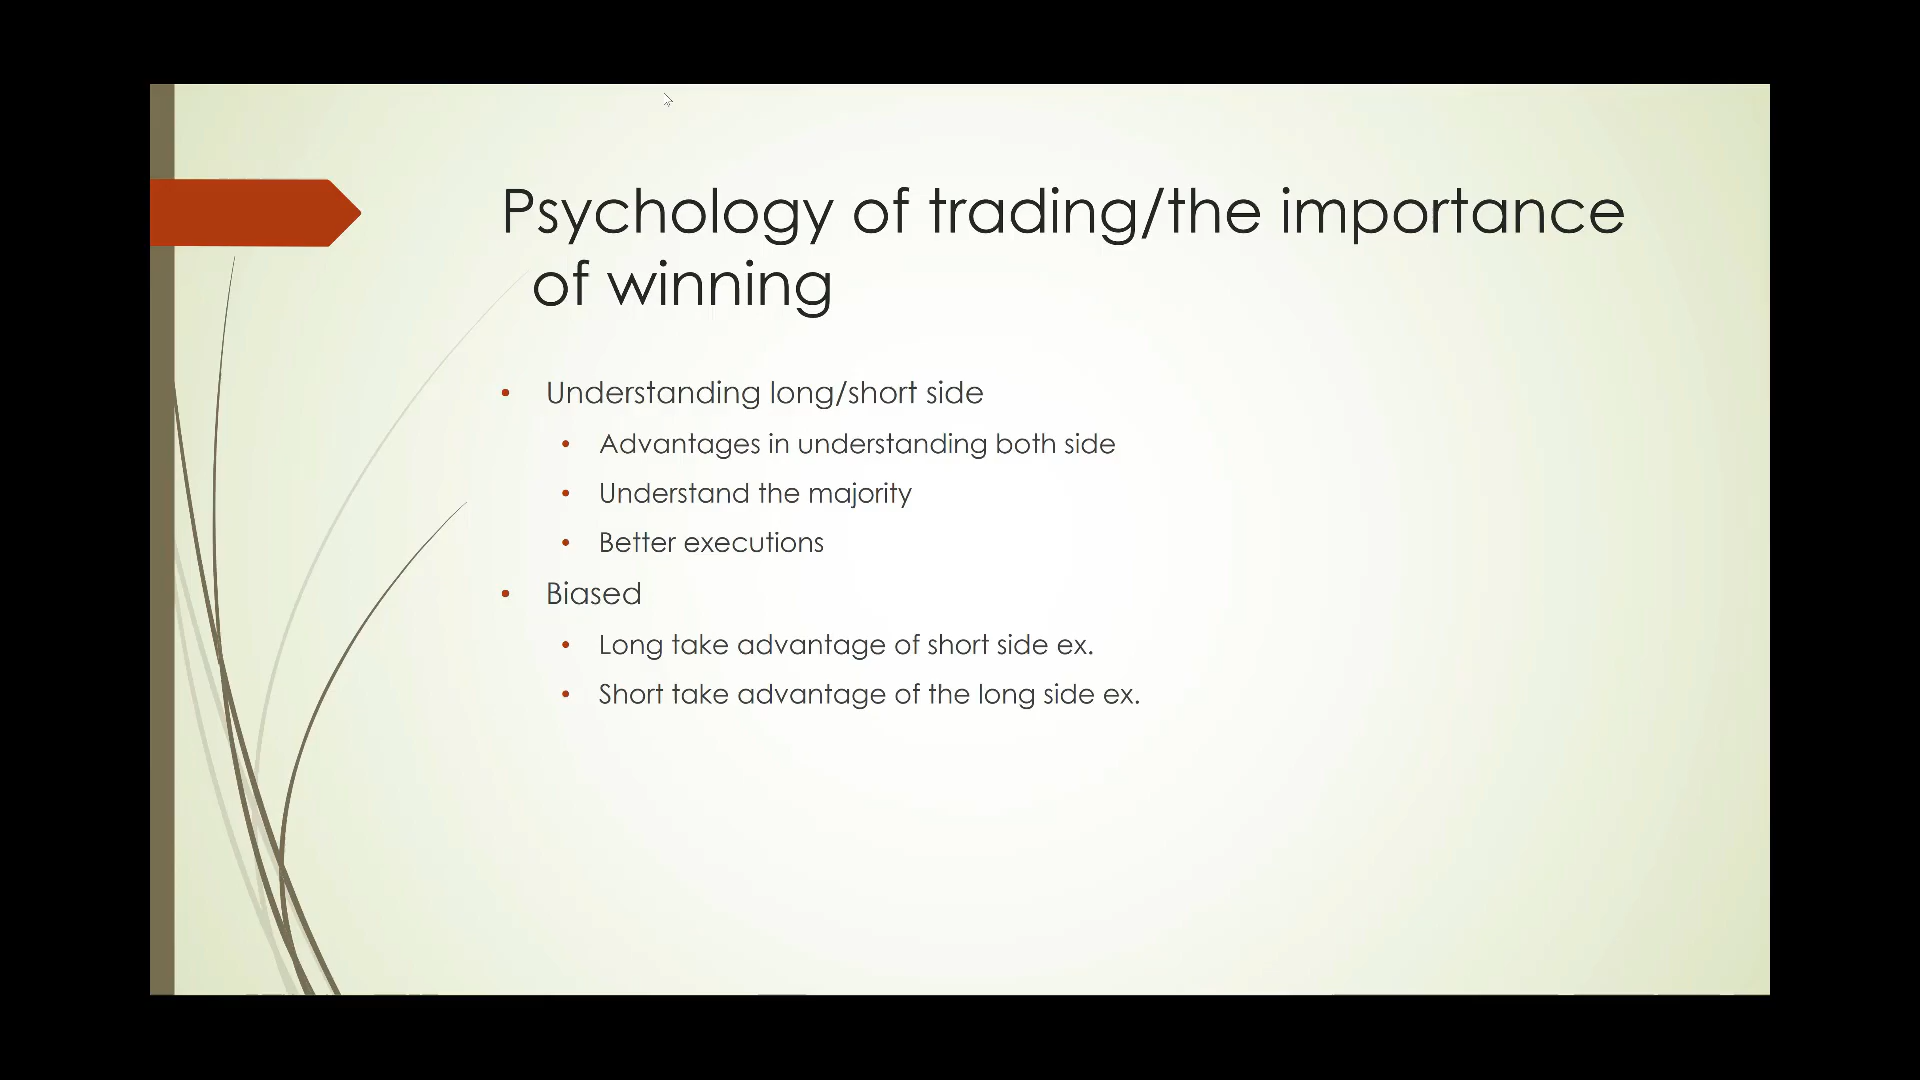 Psychology of trading/the importance
of winning
• Understanding long/short side
• Advantages in understanding both side
• Understand the majority
• Better executions
• Biased
• Long take advantage of short side ex.
• Short take advantage of the long side ex.